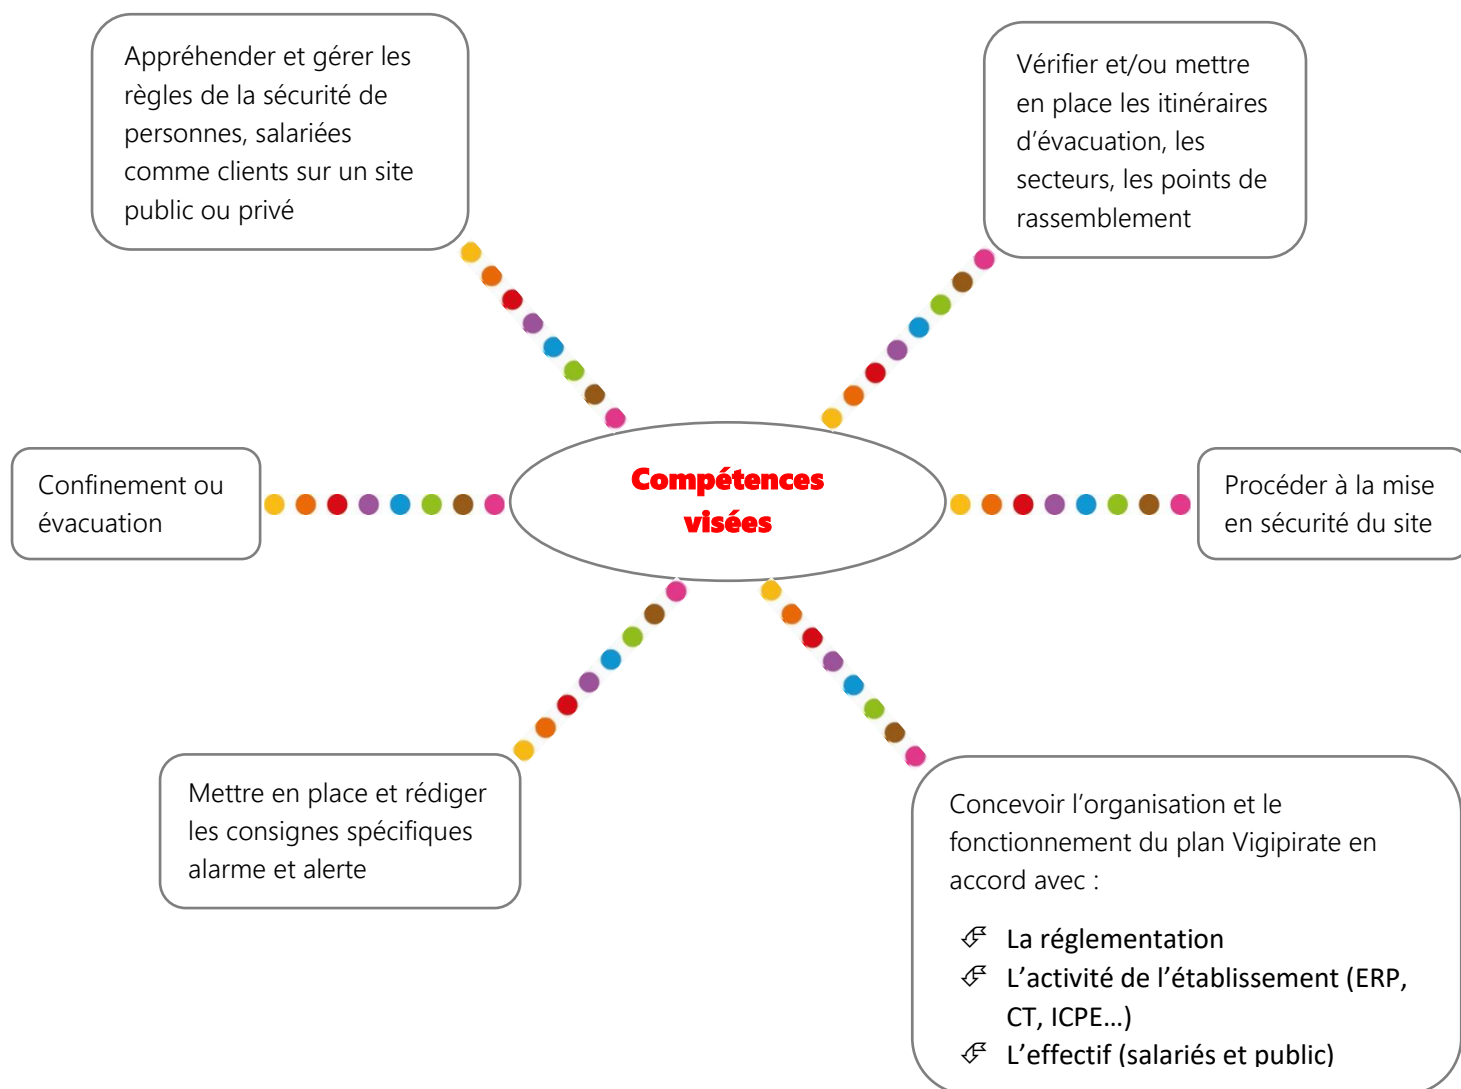 Appréhender et gérer les
règles de la sécurité de
personnes, salariées
comme clients sur un site
public ou privé
Vérifier et/ou mettre
en place les itinéraires
d’évacuation, les
secteurs, les points de
rassemblement
Confinement ou
évacuation
Compétences
visées
Procéder à la mise
en sécurité du site
Mettre en place et rédiger
les consignes spécifiques
alarme et alerte
Concevoir l’organisation et le
fonctionnement du plan Vigipirate en
accord avec :
La réglementation
L’activité de l’établissement (ERP,
CT, ICPE…)
L’effectif (salariés et public)